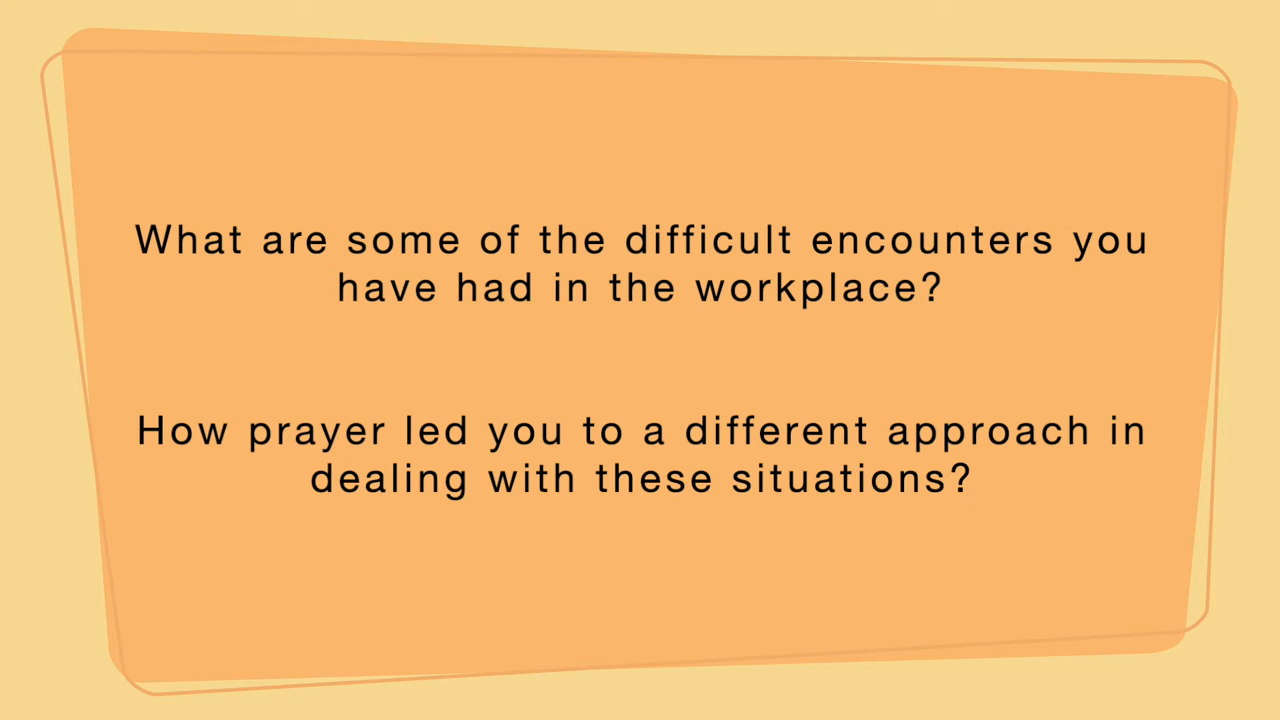 What are some of the difficult encounters you
have had in the workplace?
How prayer led you to a different approach in
dealing with these situations?